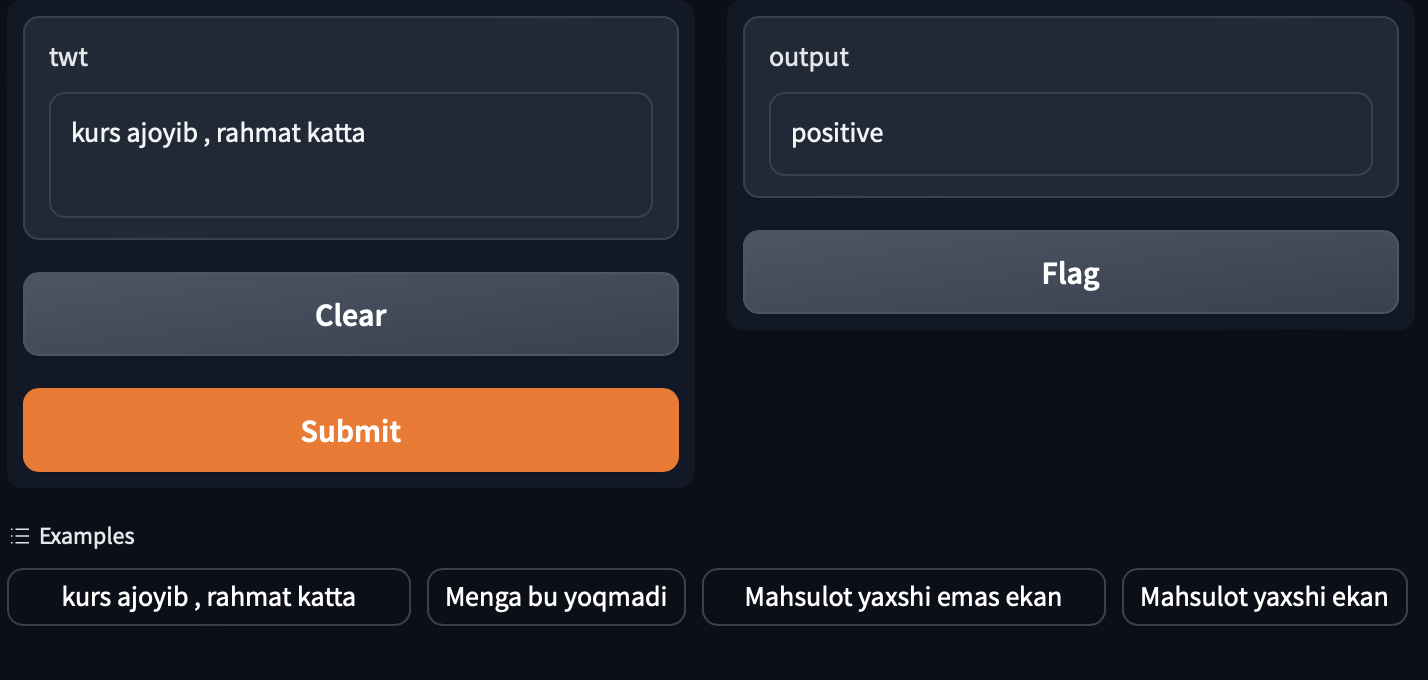 twt
kurs ajoyib , rahmat katta
Clear
Submit
output
positive
Flag
Examples
kurs ajoyib , rahmat katta
Menga bu yoqmadi
Mahsulot yaxshi emas ekan
Mahsulot yaxshi ekan